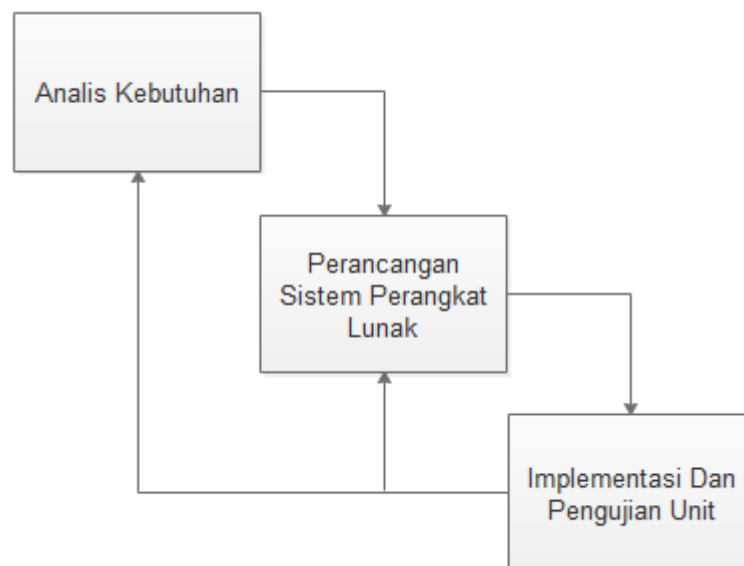 Analis Kebutuhan
Perancangan
Sistem Perangkat
Lunak
Implementasi Dan
Pengujian Unit